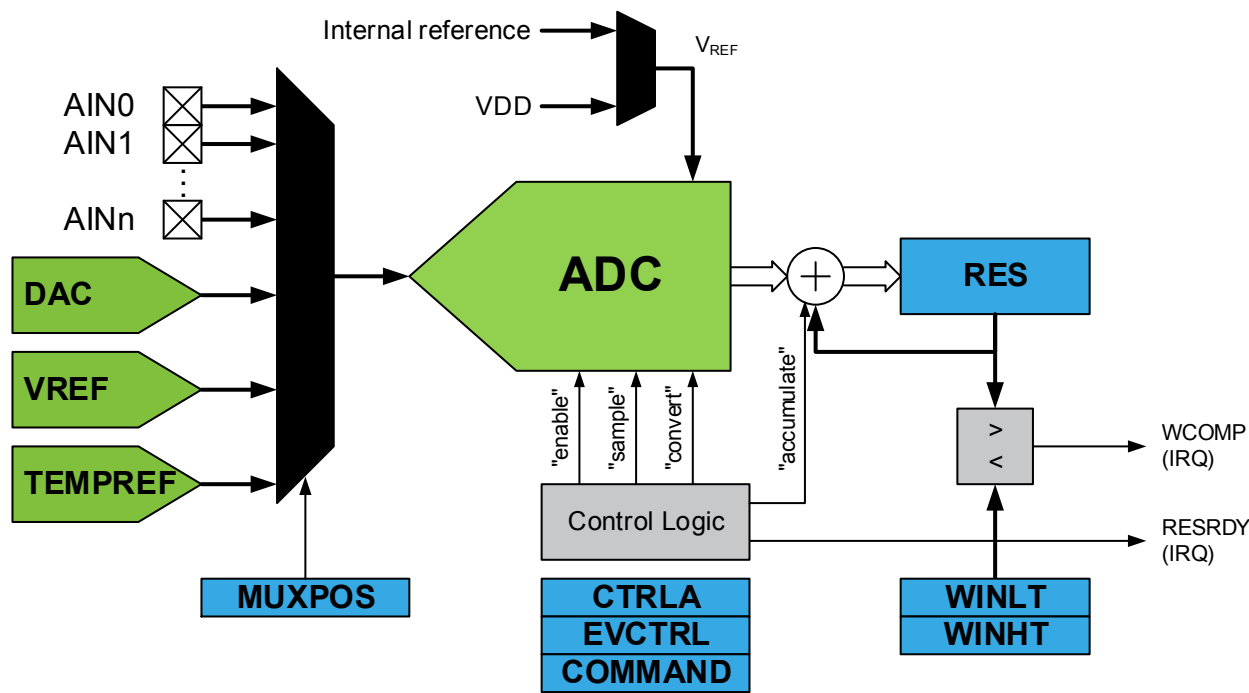 Internal reference
VREF
VDD
AIN0
AIN1
AINn
DAC
VREF
TEMPREF
MUXPOS
ADC
"enable"
"sample"
"convert"
"accumulate"
Control Logic
CTRLA
EVCTRL
COMMAND
RES
>
<
WCOMP
(IRQ)
RESRDY
(IRQ)
WINLT
WINHT